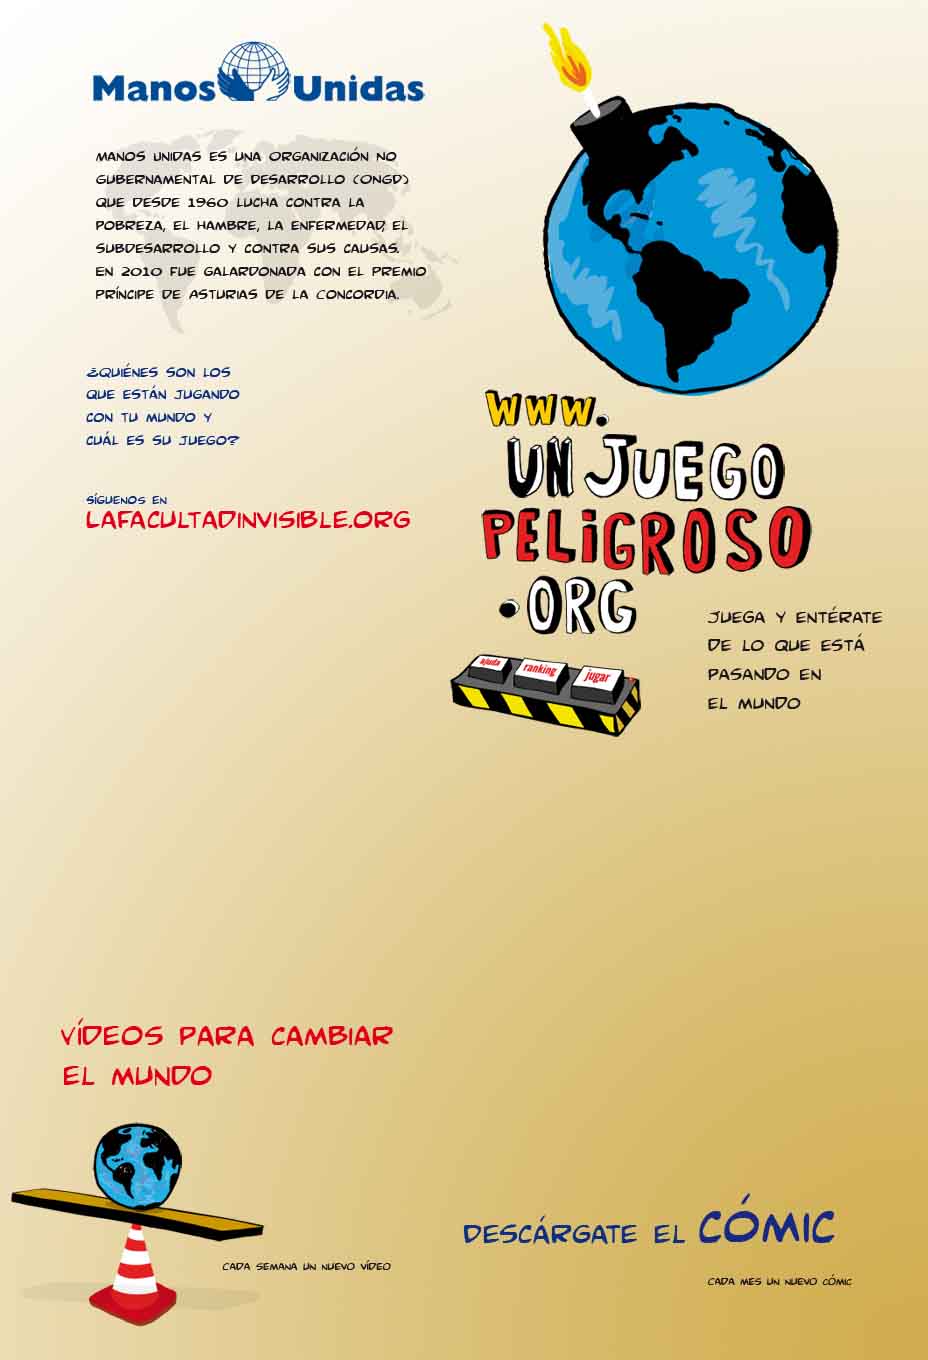 Manos Unidas
MANOS UNIDAS ES UNA ORGANIZACIÓN NO
GUBERNAMENTAL DE DESARROLLO (ONGD)
QUE DESDE 1960 LUCHA CONTRA LA
POBREZA, EL HAMBRE, LA ENFERMEDAD, EL
SUBDESARROLLO Y CONTRA SUS CAUSAS.
EN 2010 FUE GALARDONADA CON EL PREMIO
PRÍNCIPE DE ASTURIAS DE LA CONCORDIA.
¿QUIÉNES SON LOS
QUE ESTÁN JUGANDO
CON TU MUNDO Y
CUÁL ES SU JUEGO?
SÍGUENOS EN
LAFACULTADINVISIBLE.ORG
WWW.
UN JUEGO
PELiGROSO
.ORG
ajuda
ranking
jugar
JUEGA Y ENTÉRATE
DE LO QUE ESTÁ
PASANDO EN
EL MUNDO
VÍDEOS PARA CAMBIAR
EL MUNDO
CADA SEMANA UN NUEVO VÍDEO
DESCÁRGATE EL CÓMIC
CADA MES UN NUEVO CÓMIC